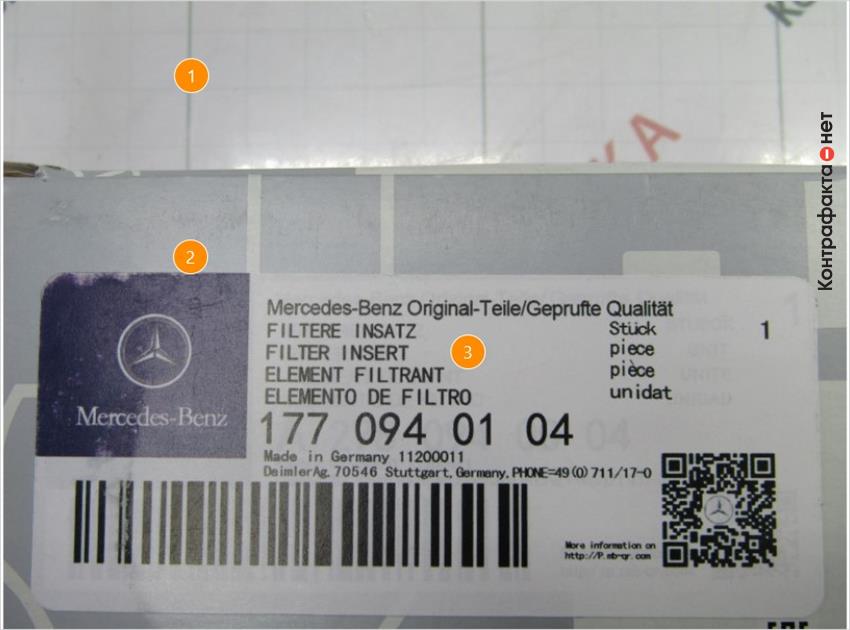 1
КА
Контрафакта-нет
2
Mercedes-Benz
Mercedes-Benz Original-Teile/Geprufte Qualität
FILTERE INSATZ Stück 1
FILTER INSERT piece
3
ELEMENT FILTRANT pièce
ELEMENTO DE FILTRO unidat
177 094 01 04
Made in Germany 11200011
DaimlerAg. 70546 Stuttgart, Germany, PHONE=49(0)711/17-0
More information on
http://P.mb-qr.com